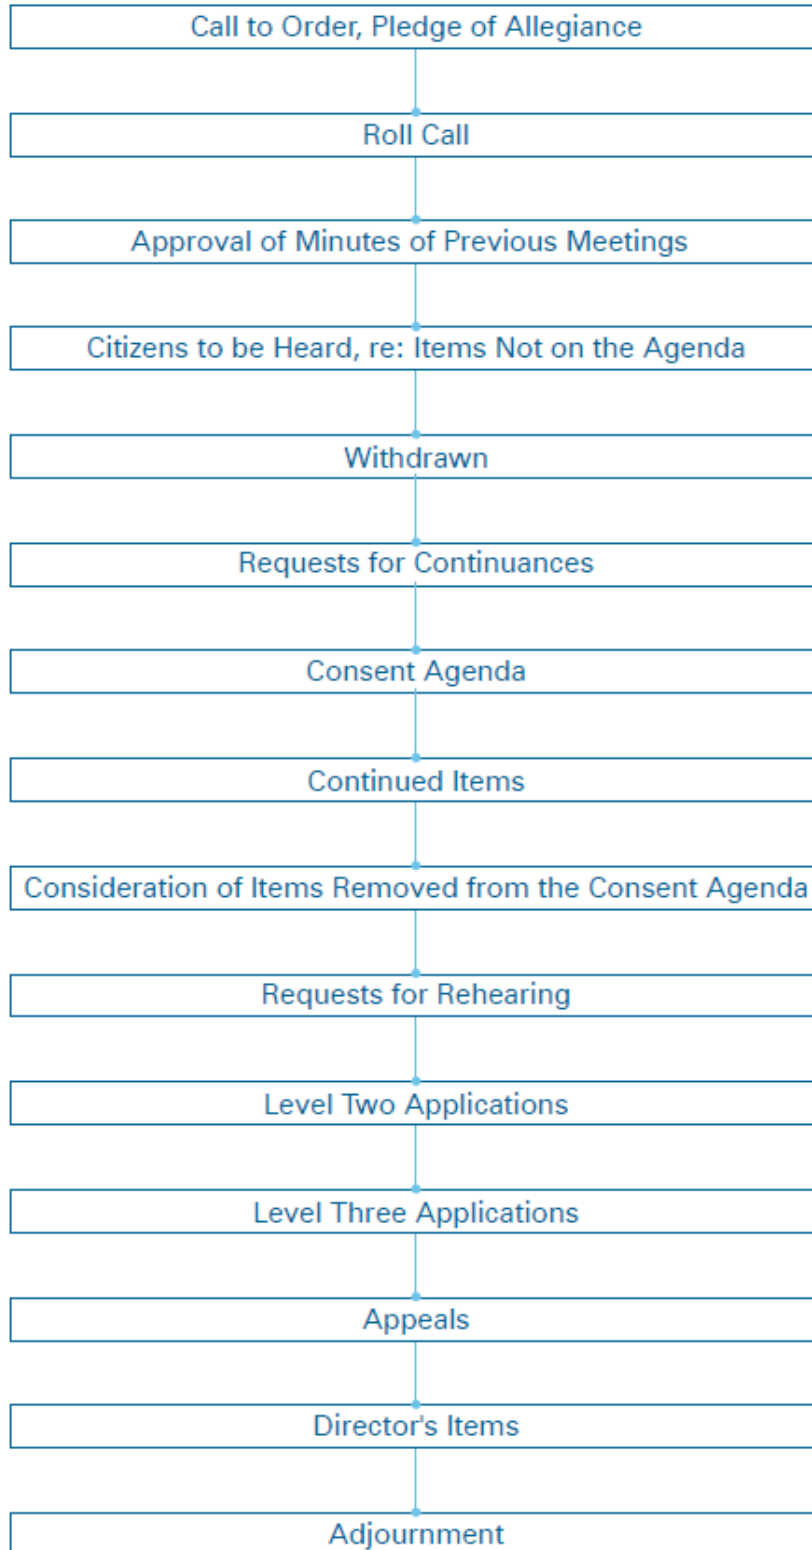 Call to Order, Pledge of Allegiance
Roll Call
Approval of Minutes of Previous Meetings
Citizens to be Heard, re: Items Not on the Agenda
Withdrawn
Requests for Continuances
Consent Agenda
Continued Items
Consideration of Items Removed from the Consent Agenda
Requests for Rehearing
Level Two Applications
Level Three Applications
Appeals
Director's Items
Adjournment